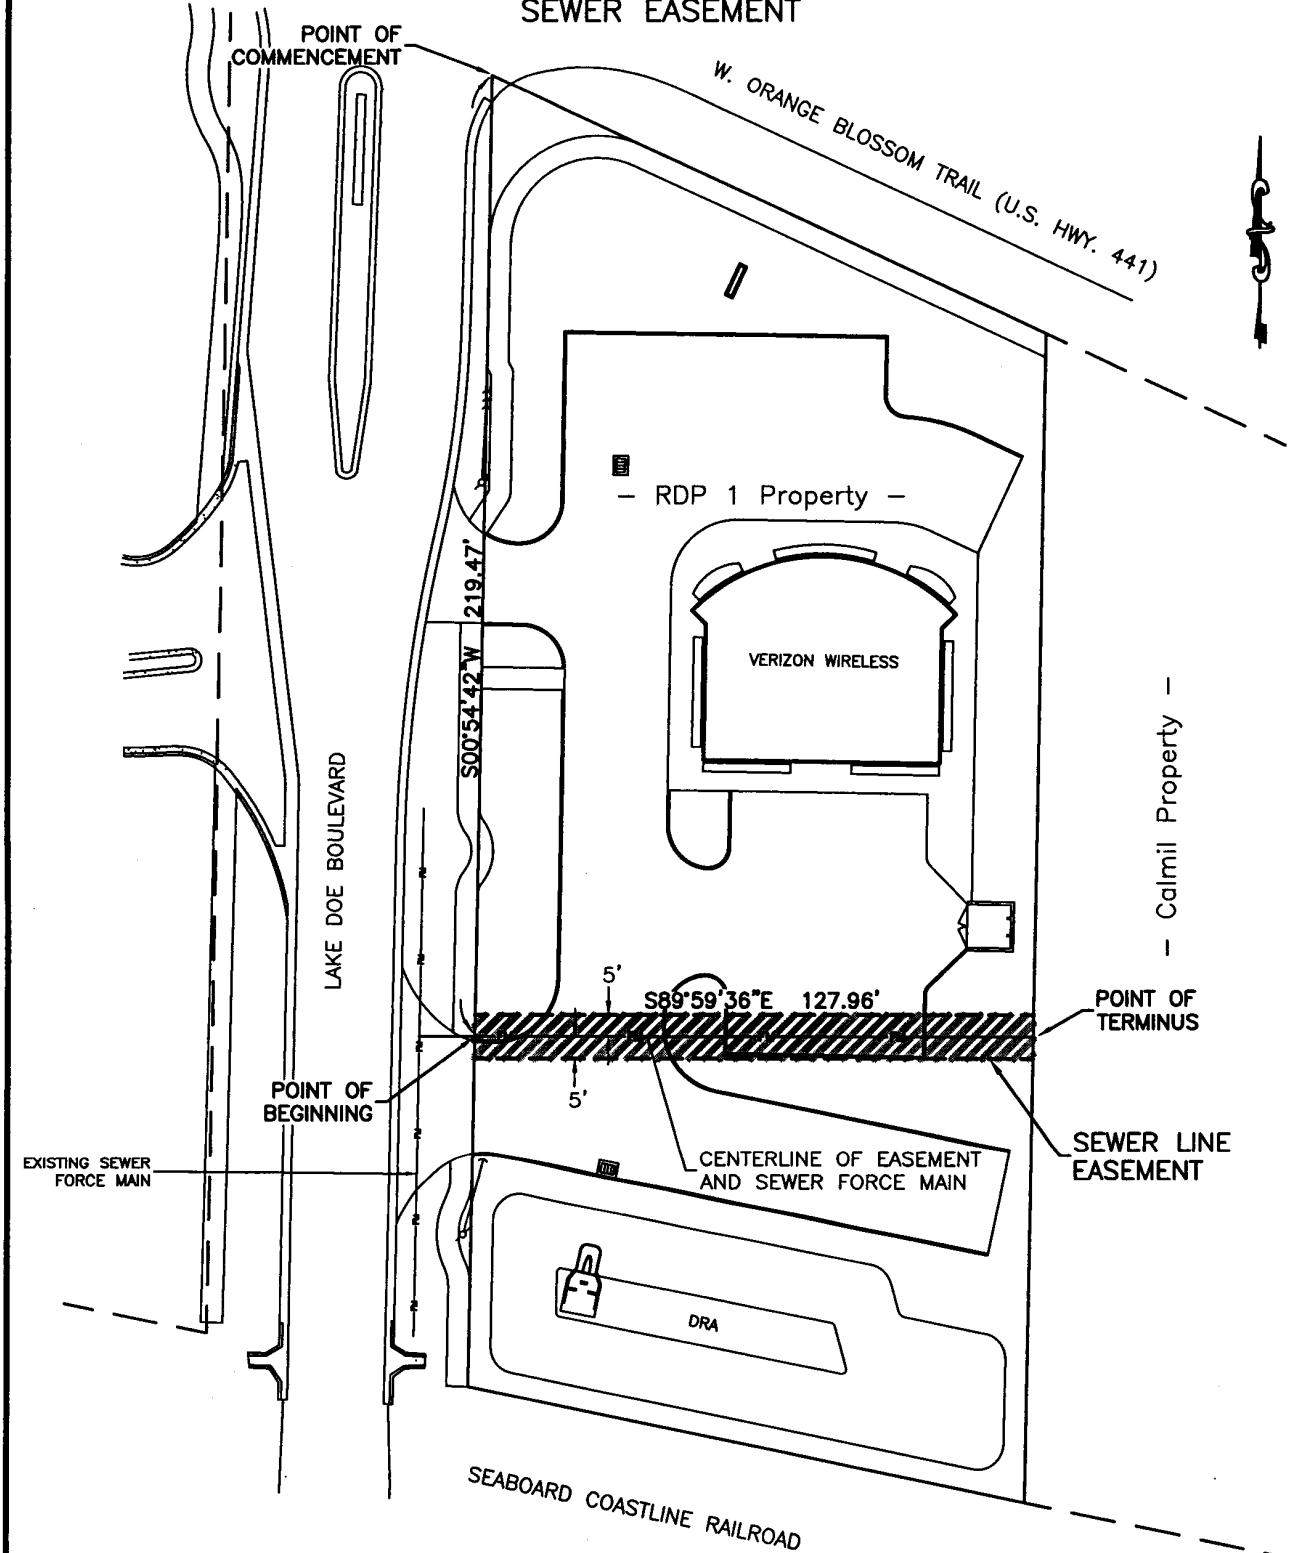 SEWER EASEMENT
POINT OF
COMMENCEMENT
W. ORANGE BLOSSOM TRAIL (U.S. HWY. 441)
- RDP 1 Property -
S00°54'42"W 219.47'
VERIZON WIRELESS
LAKE DOE BOULEVARD
- Calmil Property -
5'
S89°59'36"E 127.96'
POINT OF
TERMINUS
POINT OF
BEGINNING
5'
EXISTING SEWER
FORCE MAIN
CENTERLINE OF EASEMENT
AND SEWER FORCE MAIN
SEWER LINE
EASEMENT
DRA
SEABOARD COASTLINE RAILROAD